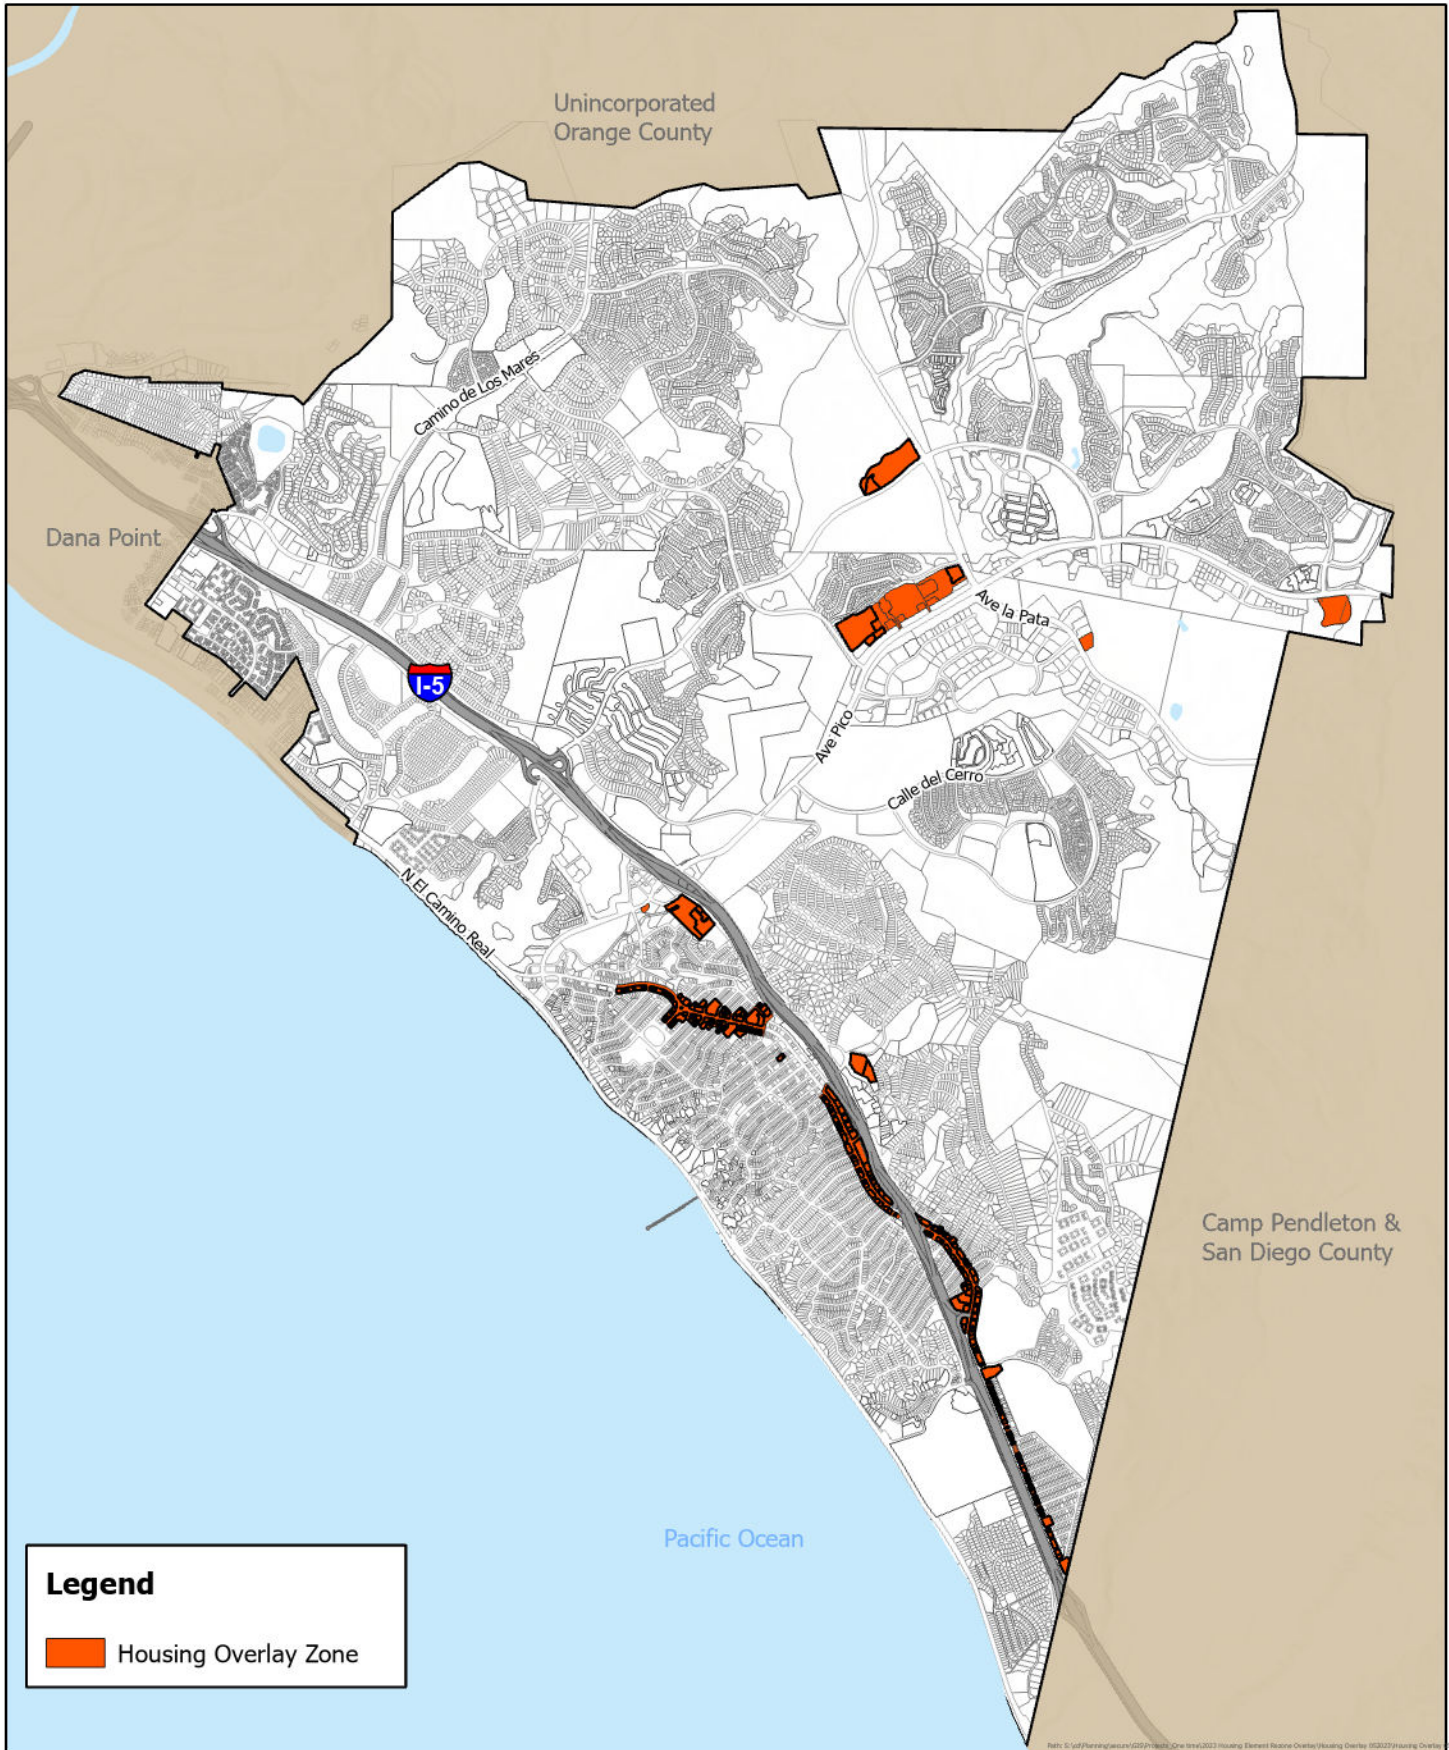 Unincorporated
Orange County
Camino de Los Mares
Dana Point
Ave la Pata
I-5
Ave Pico
Calle del Cerro
N El Camino Real
Camp Pendleton &
San Diego County
Pacific Ocean
Legend
Housing Overlay Zone